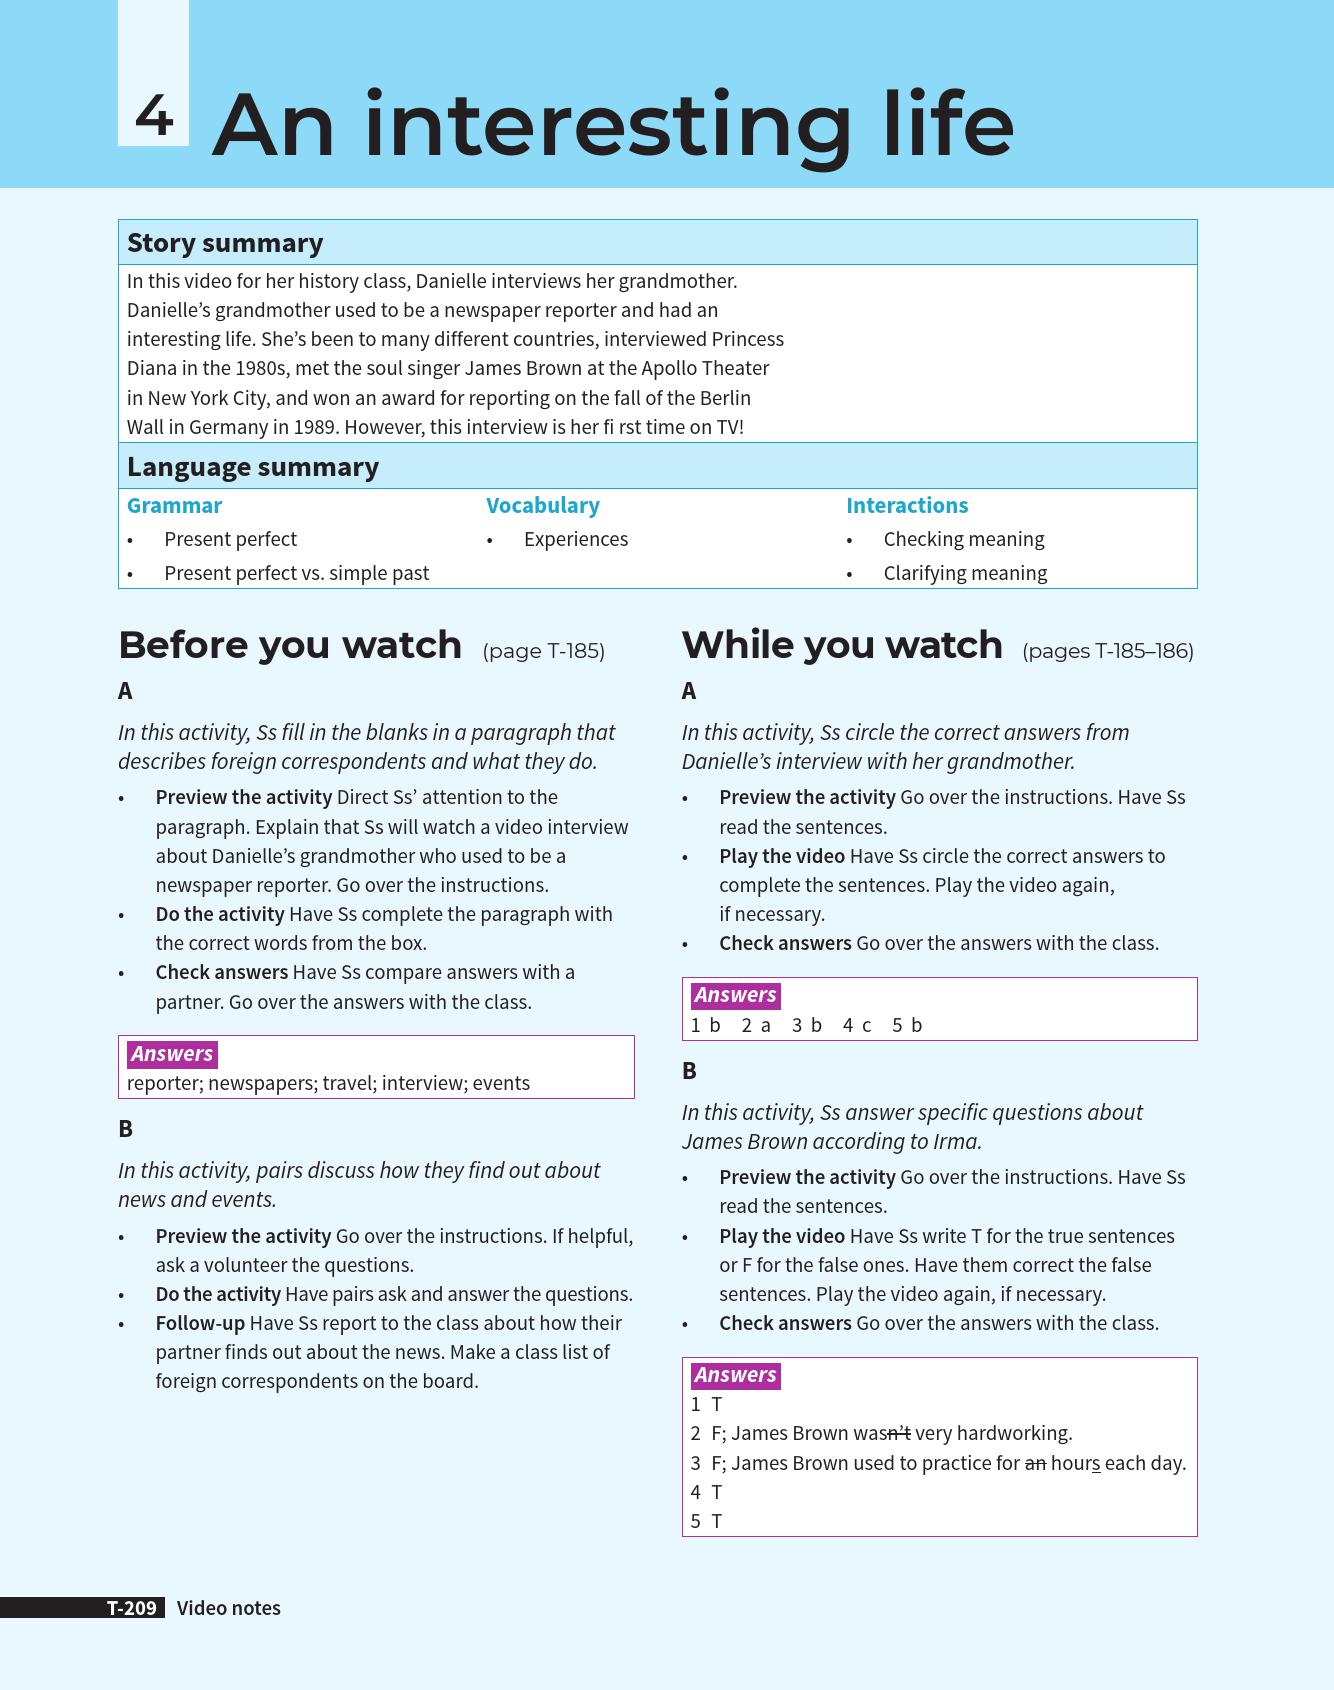 4 An interesting life
Story summary
In this video for her history class, Danielle interviews her grandmother.
Danielle’s grandmother used to be a newspaper reporter and had an
interesting life. She’s been to many different countries, interviewed Princess
Diana in the 1980s, met the soul singer James Brown at the Apollo Theater
in New York City, and won an award for reporting on the fall of the Berlin
Wall in Germany in 1989. However, this interview is her fi rst time on TV!
Language summary
Grammar
• Present perfect
• Present perfect vs. simple past
Vocabulary
• Experiences
Interactions
• Checking meaning
• Clarifying meaning
Before you watch (page T-185)
A
In this activity, Ss fill in the blanks in a paragraph that
describes foreign correspondents and what they do.
• Preview the activity Direct Ss’ attention to the
paragraph. Explain that Ss will watch a video interview
about Danielle’s grandmother who used to be a
newspaper reporter. Go over the instructions.
• Do the activity Have Ss complete the paragraph with
the correct words from the box.
• Check answers Have Ss compare answers with a
partner. Go over the answers with the class.
Answers
reporter; newspapers; travel; interview; events
B
In this activity, pairs discuss how they find out about
news and events.
• Preview the activity Go over the instructions. If helpful,
ask a volunteer the questions.
• Do the activity Have pairs ask and answer the questions.
• Follow-up Have Ss report to the class about how their
partner finds out about the news. Make a class list of
foreign correspondents on the board.
While you watch (pages T-185–186)
A
In this activity, Ss circle the correct answers from
Danielle’s interview with her grandmother.
• Preview the activity Go over the instructions. Have Ss
read the sentences.
• Play the video Have Ss circle the correct answers to
complete the sentences. Play the video again,
if necessary.
• Check answers Go over the answers with the class.
Answers
1 b 2 a 3 b 4 c 5 b
B
In this activity, Ss answer specific questions about
James Brown according to Irma.
• Preview the activity Go over the instructions. Have Ss
read the sentences.
• Play the video Have Ss write T for the true sentences
or F for the false ones. Have them correct the false
sentences. Play the video again, if necessary.
• Check answers Go over the answers with the class.
Answers
1 T
2 F; James Brown wasn’t very hardworking.
3 F; James Brown used to practice for an hours each day.
4 T
5 T
T-209 Video notes